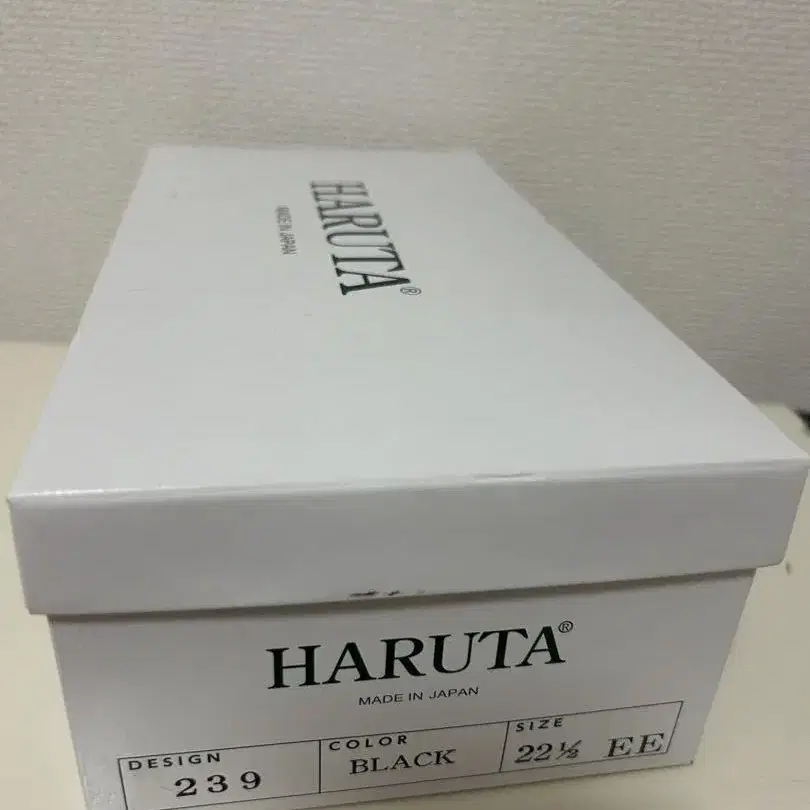 HARUTA®
MADE IN JAPAN
HARUTA®
MADE IN JAPAN
DESIGN COLOR SIZE
239 BLACK 22½ EE